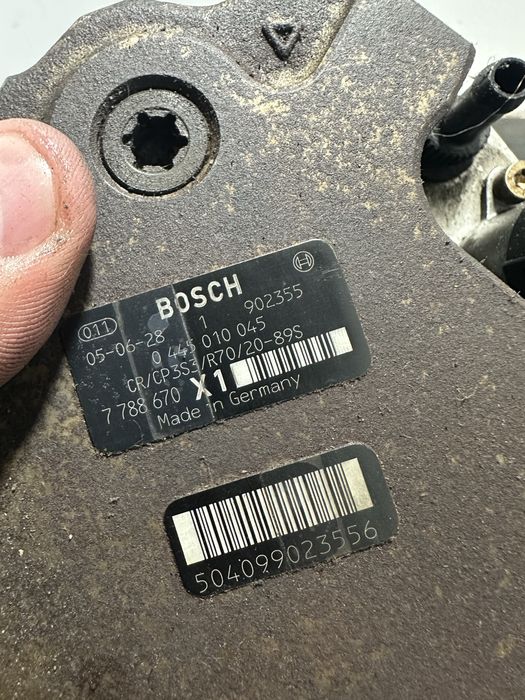 BOSCH
011
05-06-28 1 902355
0 445 010 045
CR/CP3S3/R70/20-89S
7 788 670 X1
Made in Germany
504099023556